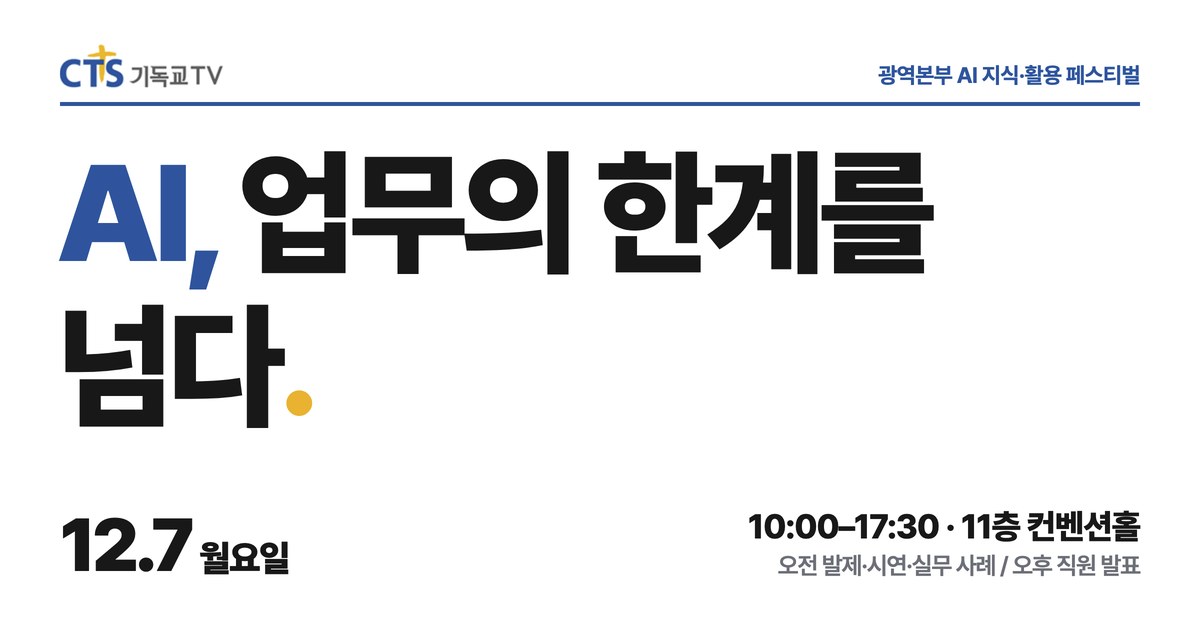 CTS 기독교TV
광역본부 AI 지식·활용 페스티벌
AI, 업무의 한계를
넘다.
12.7 월요일
10:00–17:30 · 11층 컨벤션홀
오전 발제·시연·실무 사례 / 오후 직원 발표